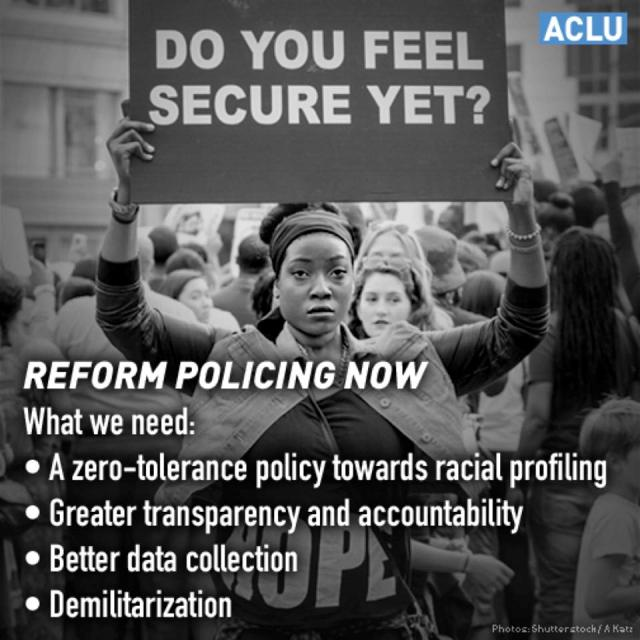 ACLU
DO YOU FEEL
SECURE YET?
REFORM POLICING NOW
What we need:
• A zero-tolerance policy towards racial profiling
• Greater transparency and accountability
• Better data collection
• Demilitarization
HOPE
Photos: Shutterstock / A Katz